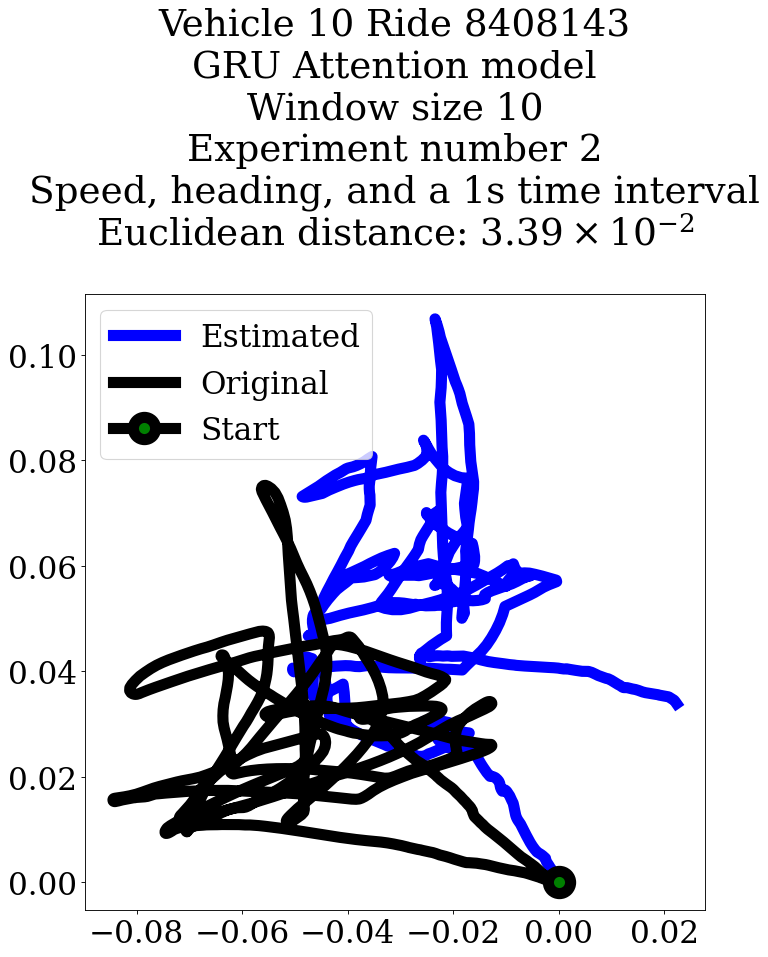 Vehicle 10 Ride 8408143
GRU Attention model
Window size 10
Experiment number 2
Speed, heading, and a 1s time interval
Euclidean distance: 3.39 × 10⁻²
Estimated
Original
Start
0.10
0.08
0.06
0.04
0.02
0.00
−0.08 −0.06 −0.04 −0.02 0.00 0.02